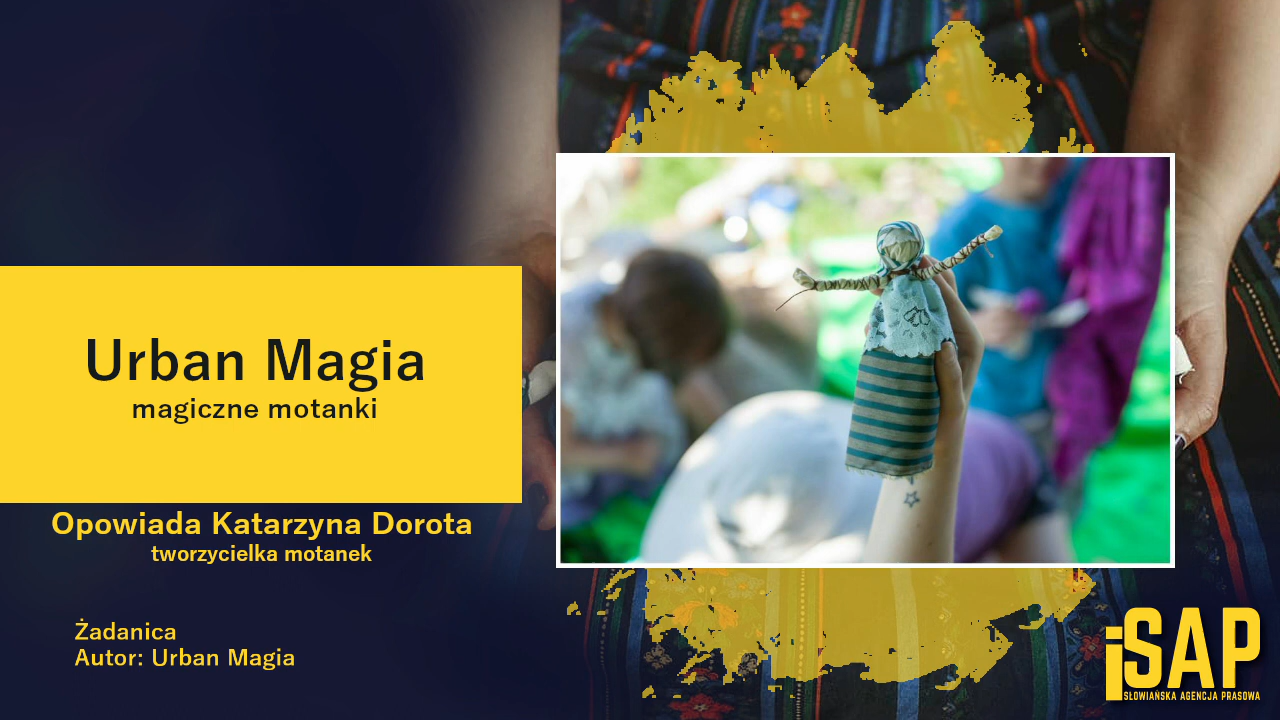 Urban Magia
magiczne motanki
Opowiada Katarzyna Dorota
tworzycielka motanek
Żadanica
Autor: Urban Magia
iSAP
SŁOWIAŃSKA AGENCJA PRASOWA